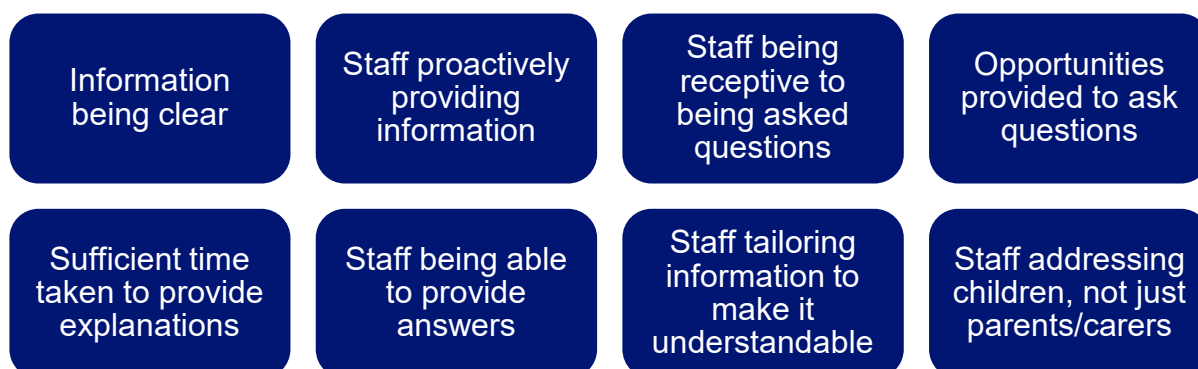 Information
being clear
Staff proactively
providing
information
Staff being
receptive to
being asked
questions
Opportunities
provided to ask
questions
Sufficient time
taken to provide
explanations
Staff being able
to provide
answers
Staff tailoring
information to
make it
understandable
Staff addressing
children, not just
parents/carers